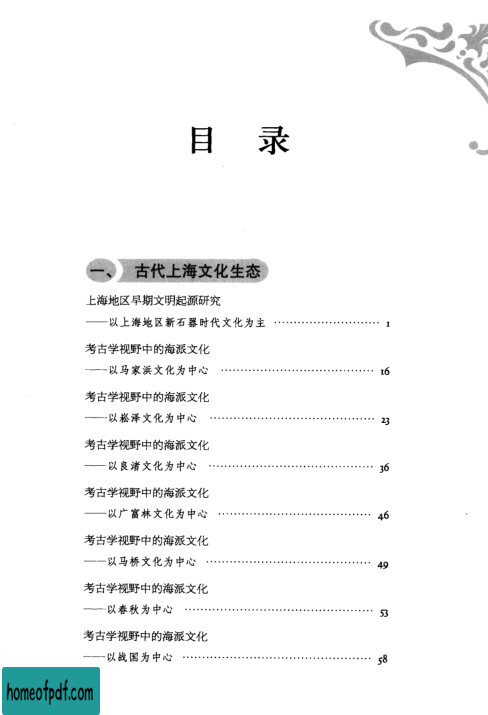 目 录
一、 古代上海文化生态
上海地区早期文明起源研究
——以上海地区新石器时代文化为主 ………………………… 1
考古学视野中的海派文化
——以马家浜文化为中心 ………………………………… 16
考古学视野中的海派文化
——以崧泽文化为中心 ………………………………… 23
考古学视野中的海派文化
——以良渚文化为中心 ………………………………… 36
考古学视野中的海派文化
——以广富林文化为中心 ………………………………… 46
考古学视野中的海派文化
——以马桥文化为中心 ………………………………… 49
考古学视野中的海派文化
——以春秋为中心 ……………………………………… 53
考古学视野中的海派文化
——以战国为中心 ……………………………………… 58
homeofpdf.com